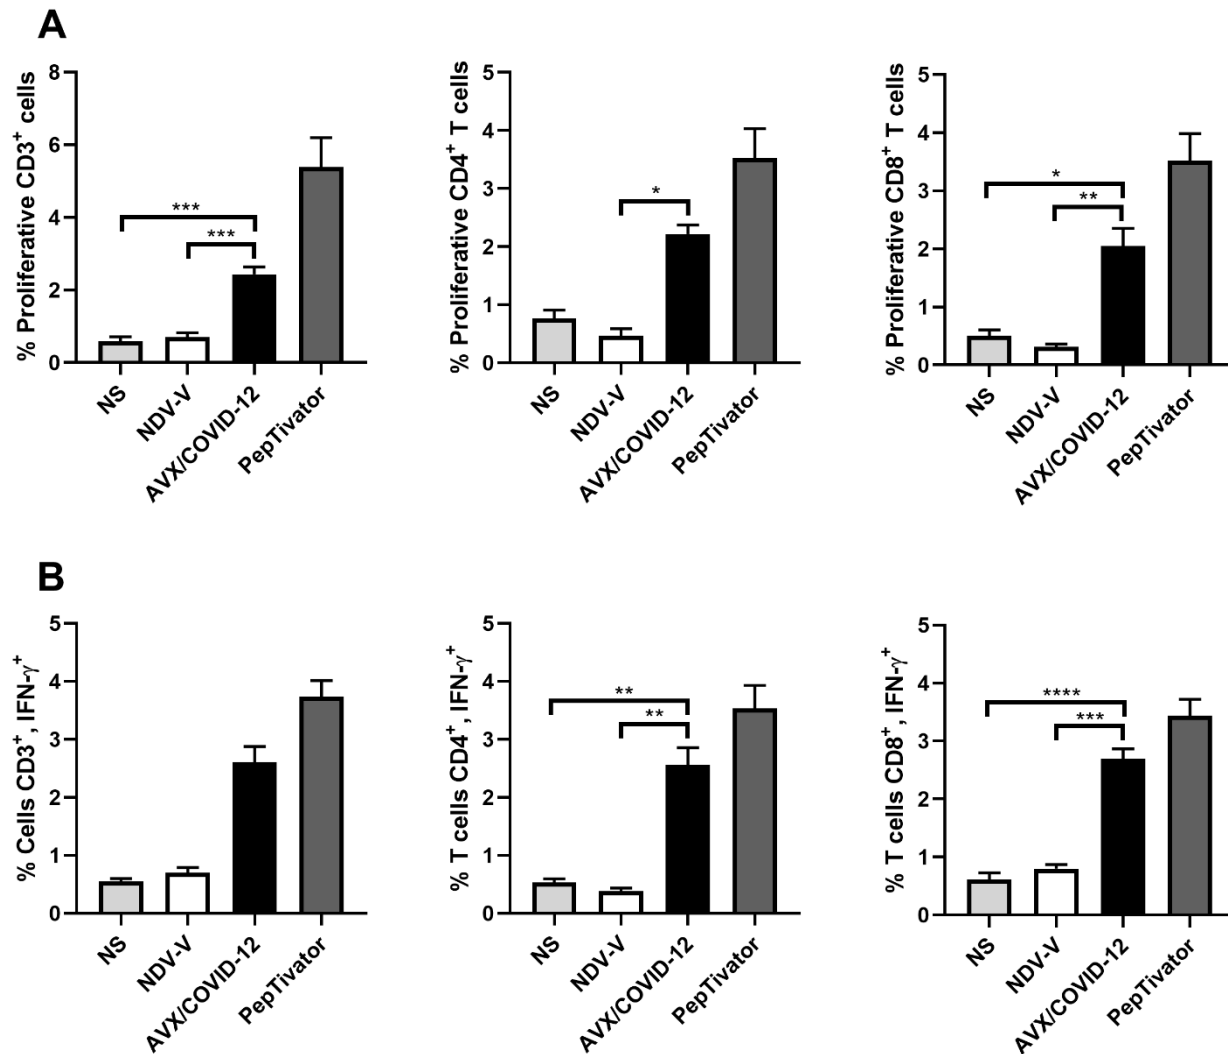 A
% Proliferative CD3+ cells
8
6
4
2
0
***
***
NS
NDV-V
AVX/COVID-12
PepTivator
% Proliferative CD4+ T cells
5
4
3
2
1
0
*
NS
NDV-V
AVX/COVID-12
PepTivator
% Proliferative CD8+ T cells
5
4
3
2
1
0
*
**
NS
NDV-V
AVX/COVID-12
PepTivator
B
% Cells CD3+, IFN-γ+
5
4
3
2
1
0
NS
NDV-V
AVX/COVID-12
PepTivator
% T cells CD4+, IFN-γ+
5
4
3
2
1
0
**
**
NS
NDV-V
AVX/COVID-12
PepTivator
% T cells CD8+, IFN-γ+
5
4
3
2
1
0
****
***
NS
NDV-V
AVX/COVID-12
PepTivator